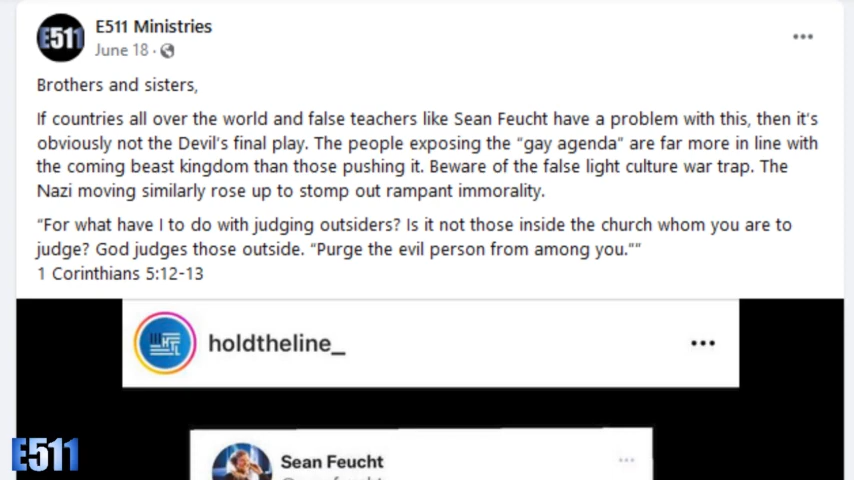 E511
E511 Ministries
June 18 ·
Brothers and sisters,
If countries all over the world and false teachers like Sean Feucht have a problem with this, then it's
obviously not the Devil's final play. The people exposing the "gay agenda" are far more in line with
the coming beast kingdom than those pushing it. Beware of the false light culture war trap. The
Nazi moving similarly rose up to stomp out rampant immorality.
"For what have I to do with judging outsiders? Is it not those inside the church whom you are to
judge? God judges those outside. "Purge the evil person from among you.""
1 Corinthians 5:12-13
HTL
holdtheline_
Sean Feucht
E511